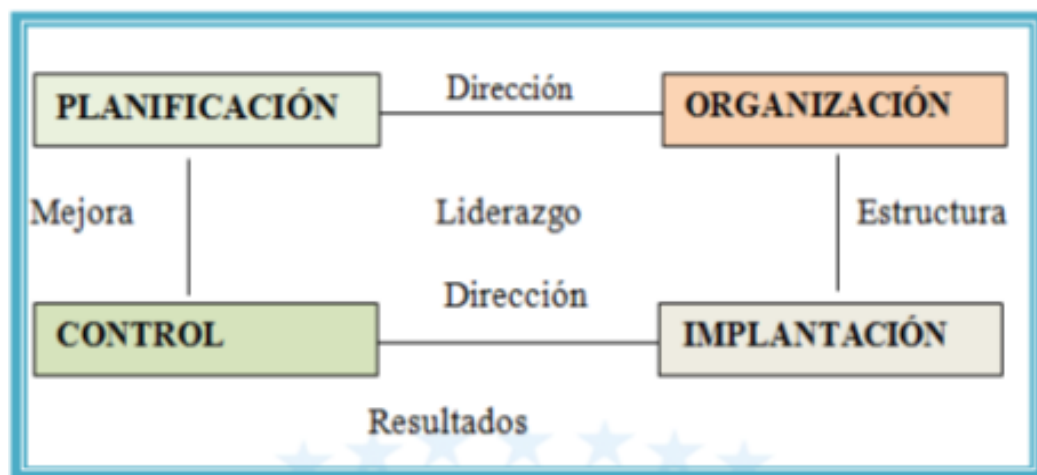 Dirección
PLANIFICACIÓN
ORGANIZACIÓN
Mejora
Liderazgo
Estructura
Dirección
CONTROL
IMPLANTACIÓN
Resultados